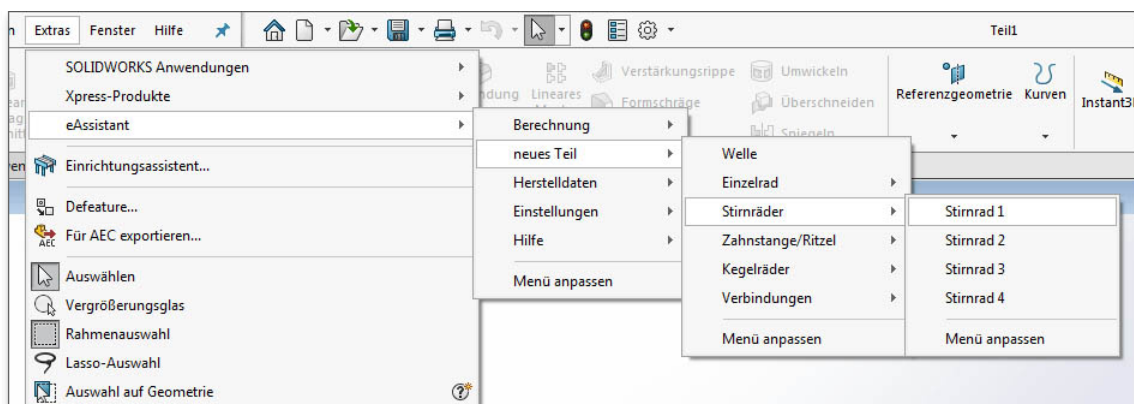 Extras Fenster Hilfe Teil1
SOLIDWORKS Anwendungen
Xpress-Produkte
eAssistant
Einrichtungsassistent...
Defeature...
Für AEC exportieren...
AEC
Auswählen
Vergrößerungsglas
Rahmenauswahl
Lasso-Auswahl
Auswahl auf Geometrie
Lineares
Verstärkungsrippe
Umwickeln
Formschräge
Überschneiden
Spiegeln
Referenzgeometrie Kurven
Berechnung
neues Teil
Herstelldaten
Einstellungen
Hilfe
Menü anpassen
Welle
Einzelrad
Stirnräder
Zahnstange/Ritzel
Kegelräder
Verbindungen
Menü anpassen
Stirnrad 1
Stirnrad 2
Stirnrad 3
Stirnrad 4
Menü anpassen